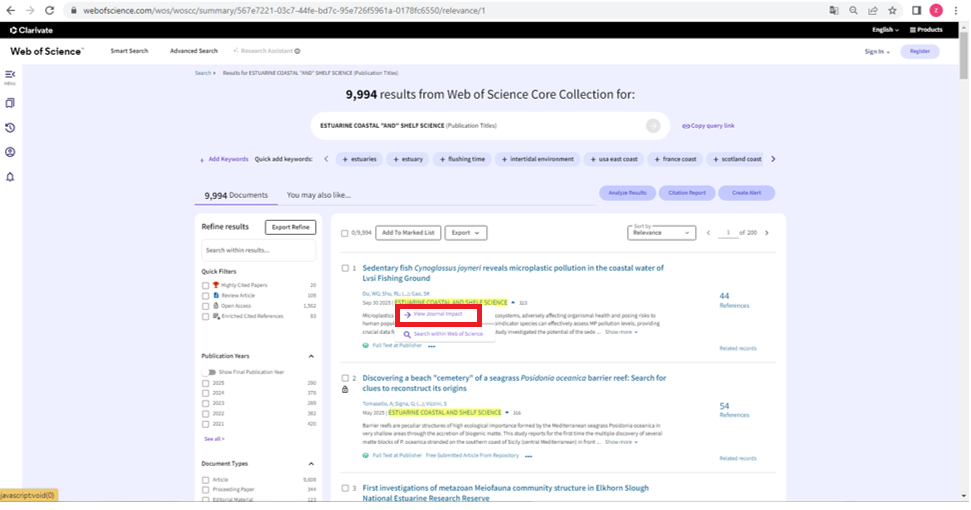 webofscience.com/wos/woscc/summary/567e7221-03c7-44fe-bd7c-95e726f5961a-0178fc6550/relevance/1
Clarivate
English
Products
Web of Science™
Smart Search
Advanced Search
Research Assistant
Sign In
Register
MENU
Search
Results for ESTUARINE COASTAL "AND" SHELF SCIENCE (Publication Titles)
9,994 results from Web of Science Core Collection for:
ESTUARINE COASTAL "AND" SHELF SCIENCE (Publication Titles)
Copy query link
+ Add Keywords
Quick add keywords:
+ estuaries
+ estuary
+ flushing time
+ intertidal environment
+ usa east coast
+ france coast
+ scotland coast
9,994 Documents
You may also like...
Analyze Results
Citation Report
Create Alert
Refine results
Export Refine
Search within results...
Quick Filters
Highly Cited Papers 20
Review Article 109
Open Access 1,562
Enriched Cited References 83
Publication Years
Show Final Publication Year
2025 290
2024 376
2023 289
2022 382
2021 420
See all >
Document Types
Article 9,608
Proceeding Paper 344
Editorial Material 123
0/9,994
Add To Marked List
Export
Sort by
Relevance
1 of 200
1 Sedentary fish Cynoglossus joyneri reveals microplastic pollution in the coastal water of
Lvsi Fishing Ground
Du, WG; Shu, RL; (...); Gao, SK
Sep 30 2025 | ESTUARINE COASTAL AND SHELF SCIENCE 323
View Journal Impact
Search within Web of Science
Microplastics
osystems, adversely affecting organismal health and posing risks to
human popul
indicator species can effectively assess MP pollution levels, providing
crucial data f
study investigated the potential of the sede ... Show more
Full Text at Publisher
44
References
Related records
2 Discovering a beach "cemetery" of a seagrass Posidonia oceanica barrier reef: Search for
clues to reconstruct its origins
Tomasello, A; Signa, G; (...); Vizzini, S
May 2025 | ESTUARINE COASTAL AND SHELF SCIENCE 316
Barrier reefs are peculiar structures of high ecological importance formed by the Mediterranean seagrass Posidonia oceanica in
very shallow areas through the accretion of biogenic matte. This study reports for the first time the multiple discovery of several
matte blocks of P. oceanica stranded on the southern coast of Sicily (central Mediterranean) in front ... Show more
Full Text at Publisher
Free Submitted Article From Repository
54
References
Related records
3 First investigations of metazoan Meiofauna community structure in Elkhorn Slough
National Estuarine Research Reserve
javascript:void(0)